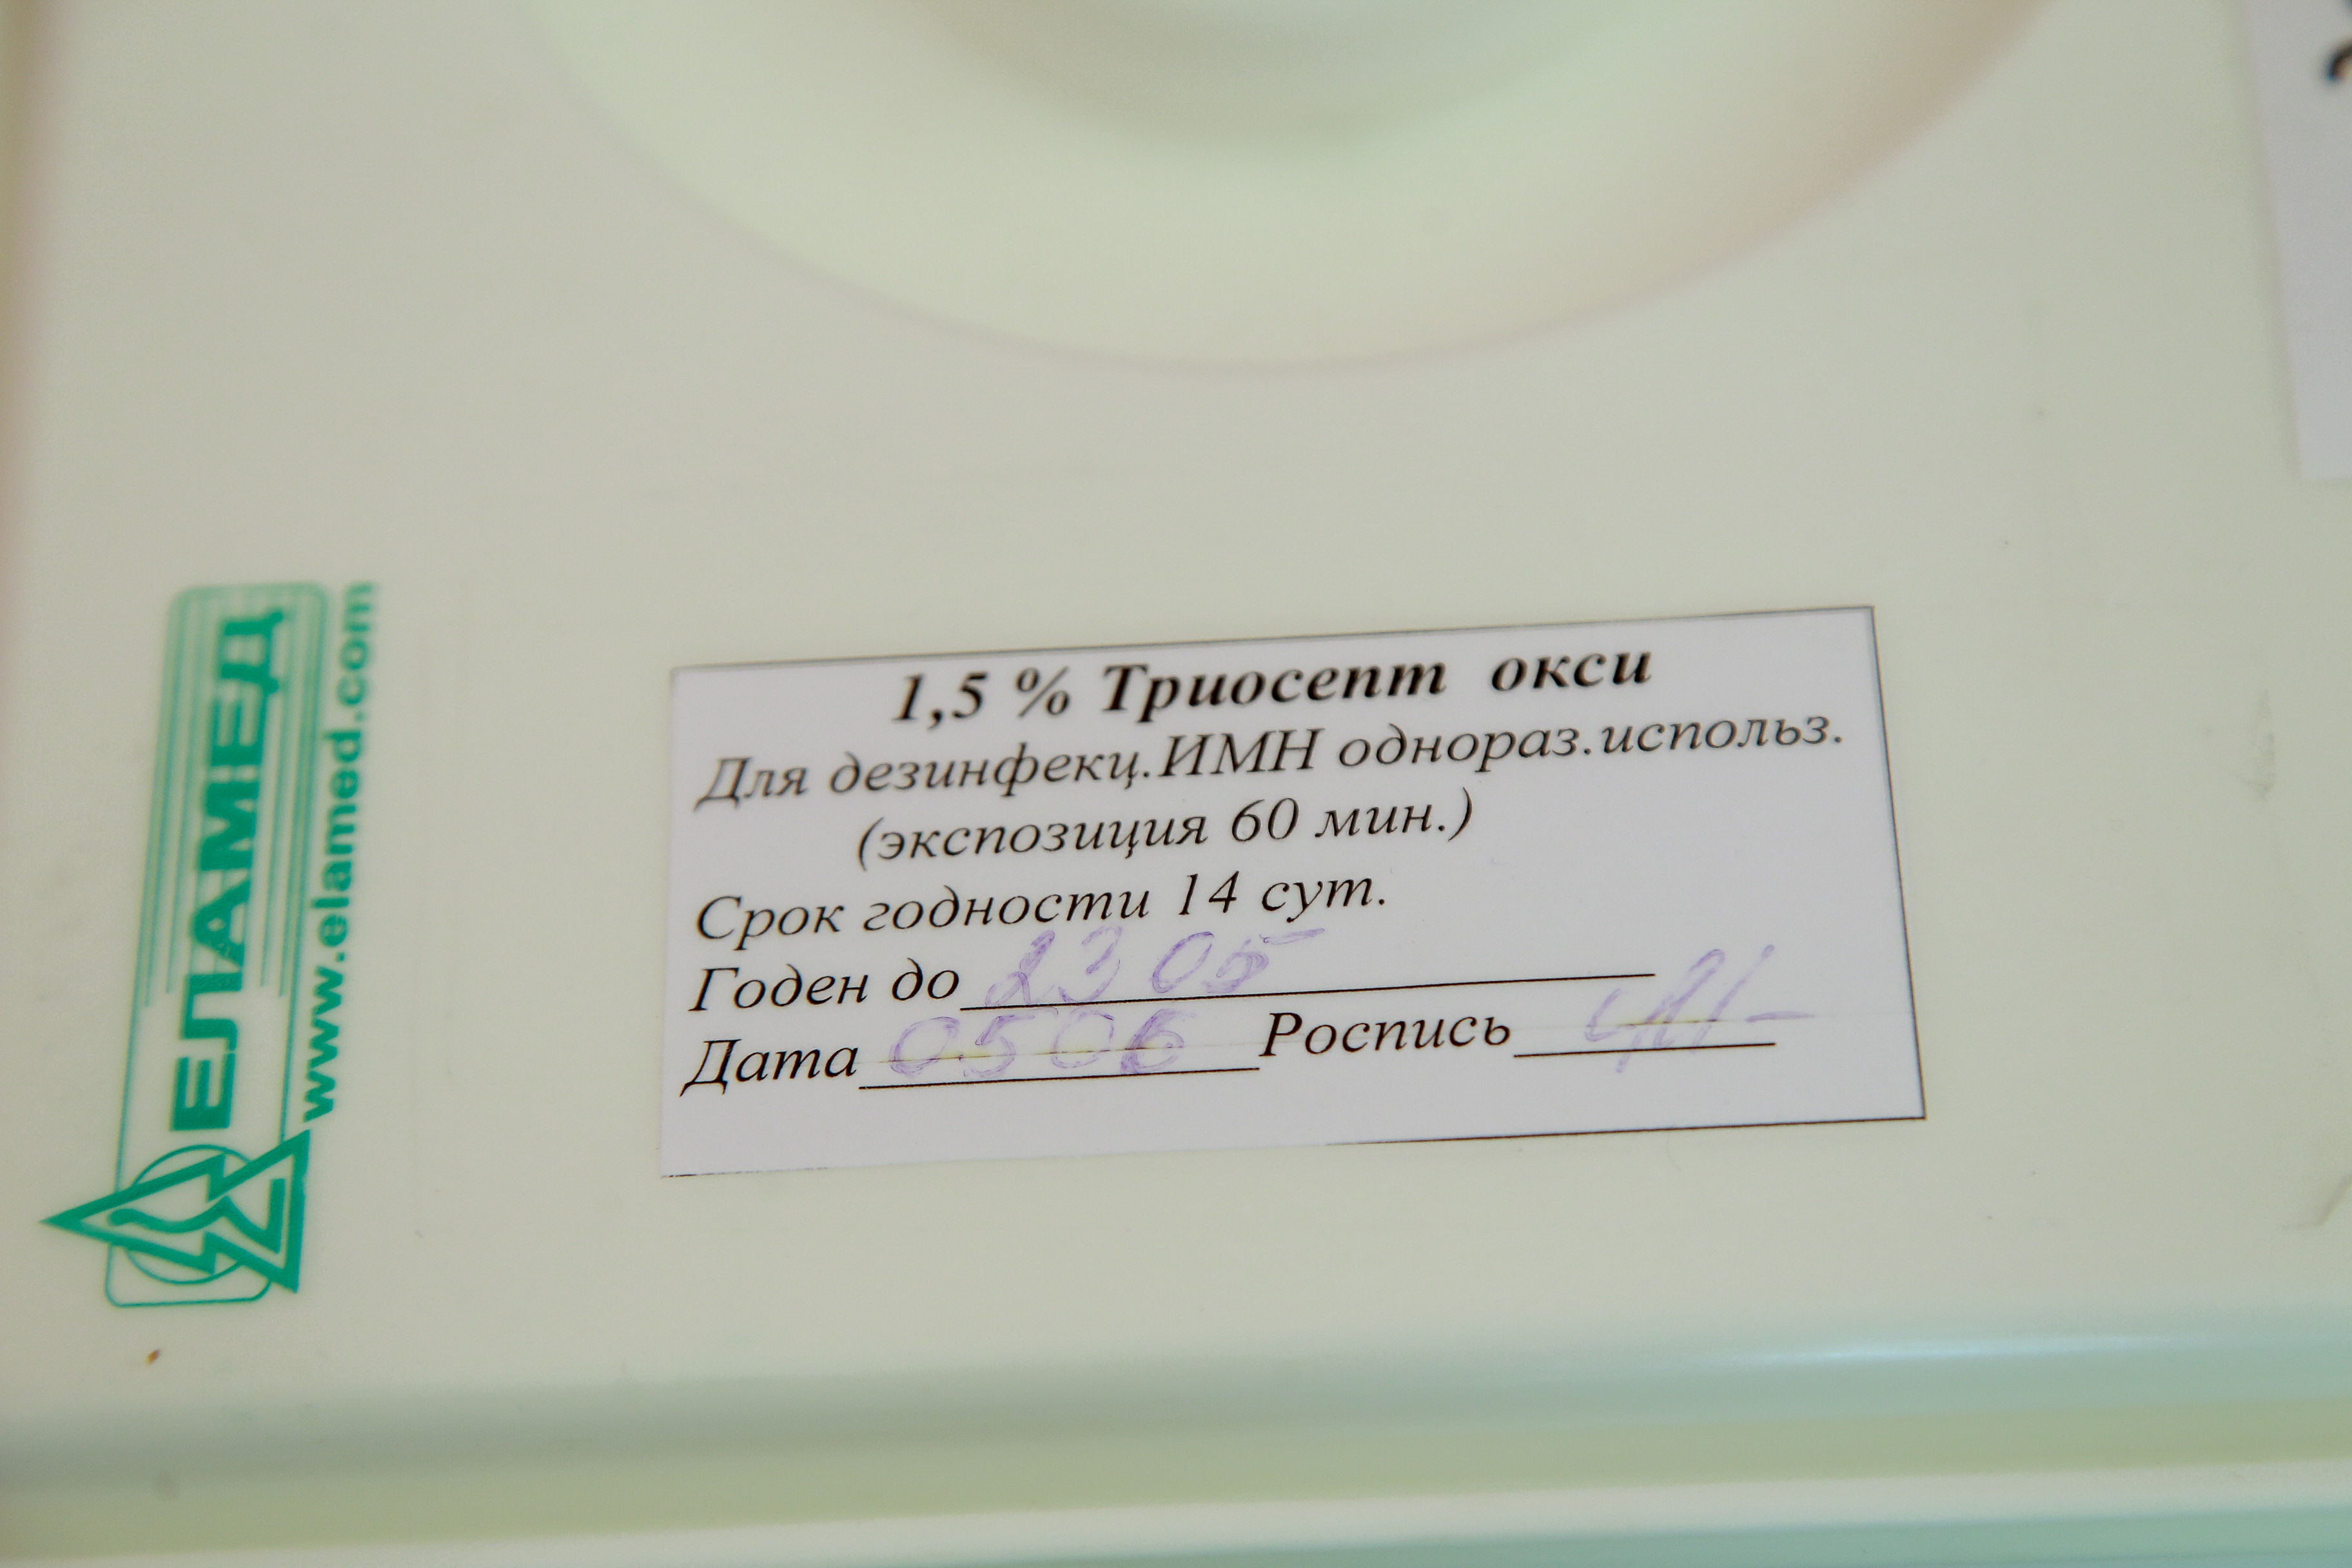 ЕЛАМЕД
www.elamed.com
1,5 % Триосепт окси
Для дезинфекц.ИМН однораз.использ.
(экспозиция 60 мин.)
Срок годности 14 сут.
Годен до 23 05
Дата 05 06 Роспись